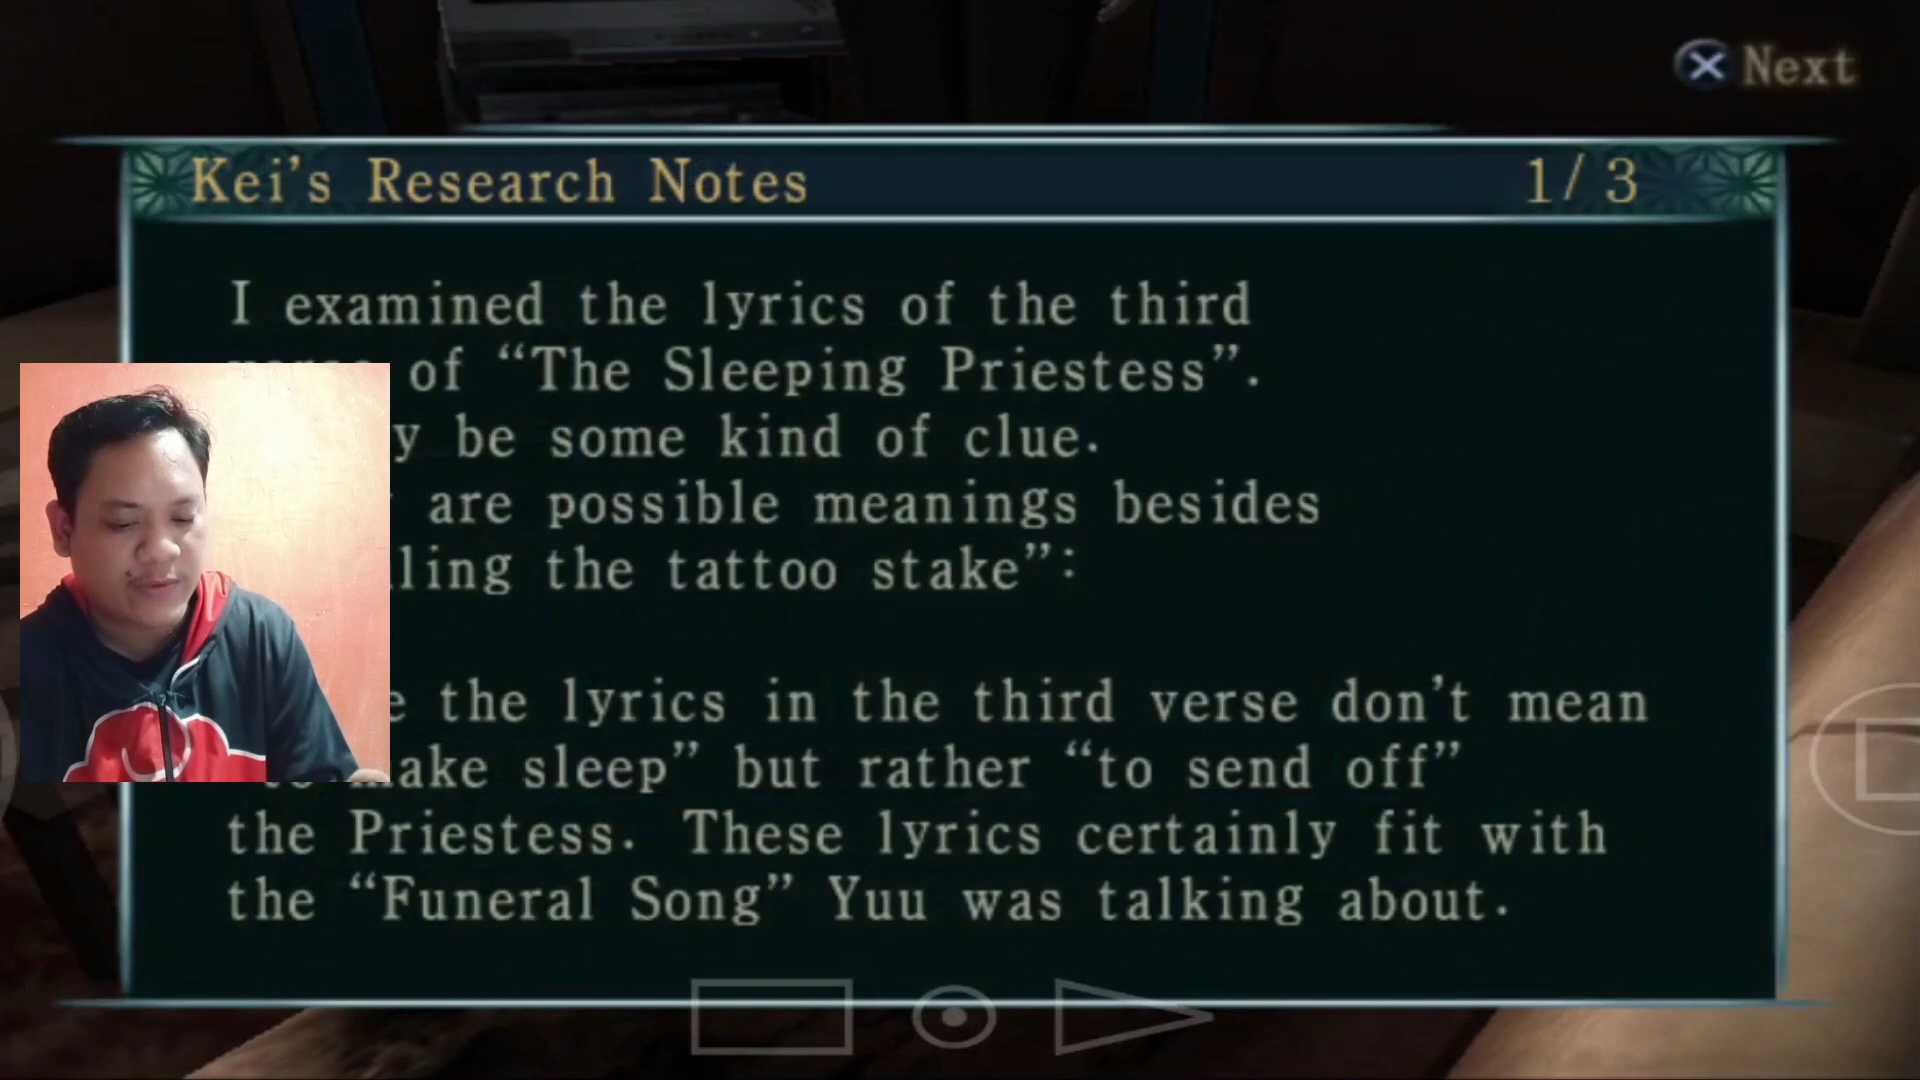 Next
Kei's Research Notes 1/ 3
I examined the lyrics of the third
of “The Sleeping Priestess”.
y be some kind of clue.
are possible meanings besides
ling the tattoo stake”:
e the lyrics in the third verse don't mean
make sleep” but rather “to send off”
the Priestess. These lyrics certainly fit with
the “Funeral Song” Yuu was talking about.